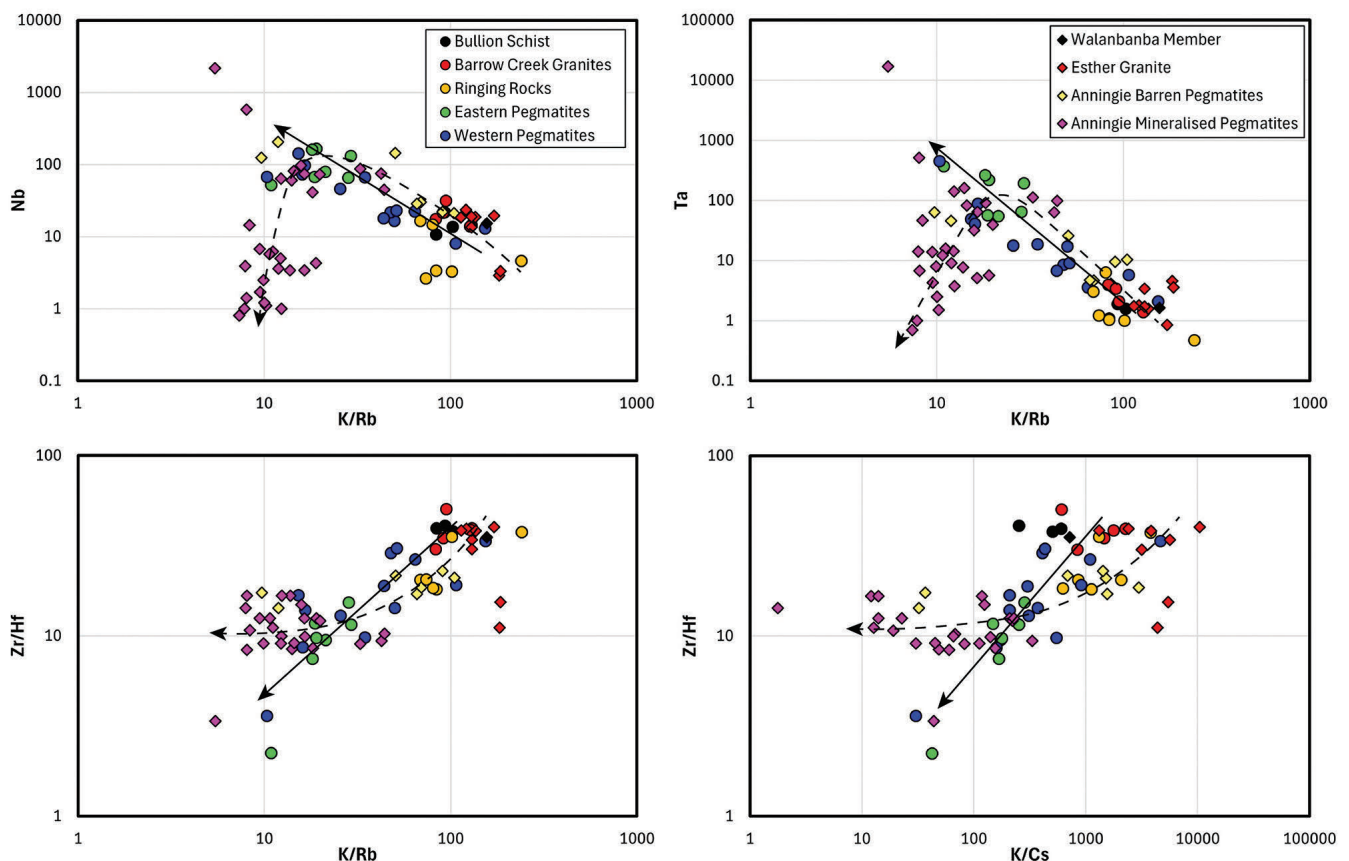 10000
1000
100
10
1
0.1
Nb
1
10
100
1000
K/Rb
Bullion Schist
Barrow Creek Granites
Ringing Rocks
Eastern Pegmatites
Western Pegmatites
100000
10000
1000
100
10
1
0.1
Ta
1
10
100
1000
K/Rb
Walanbanba Member
Esther Granite
Anningie Barren Pegmatites
Anningie Mineralised Pegmatites
100
10
1
Zr/Hf
1
10
100
1000
K/Rb
100
10
1
Zr/Hf
1
10
100
1000
10000
100000
K/Cs